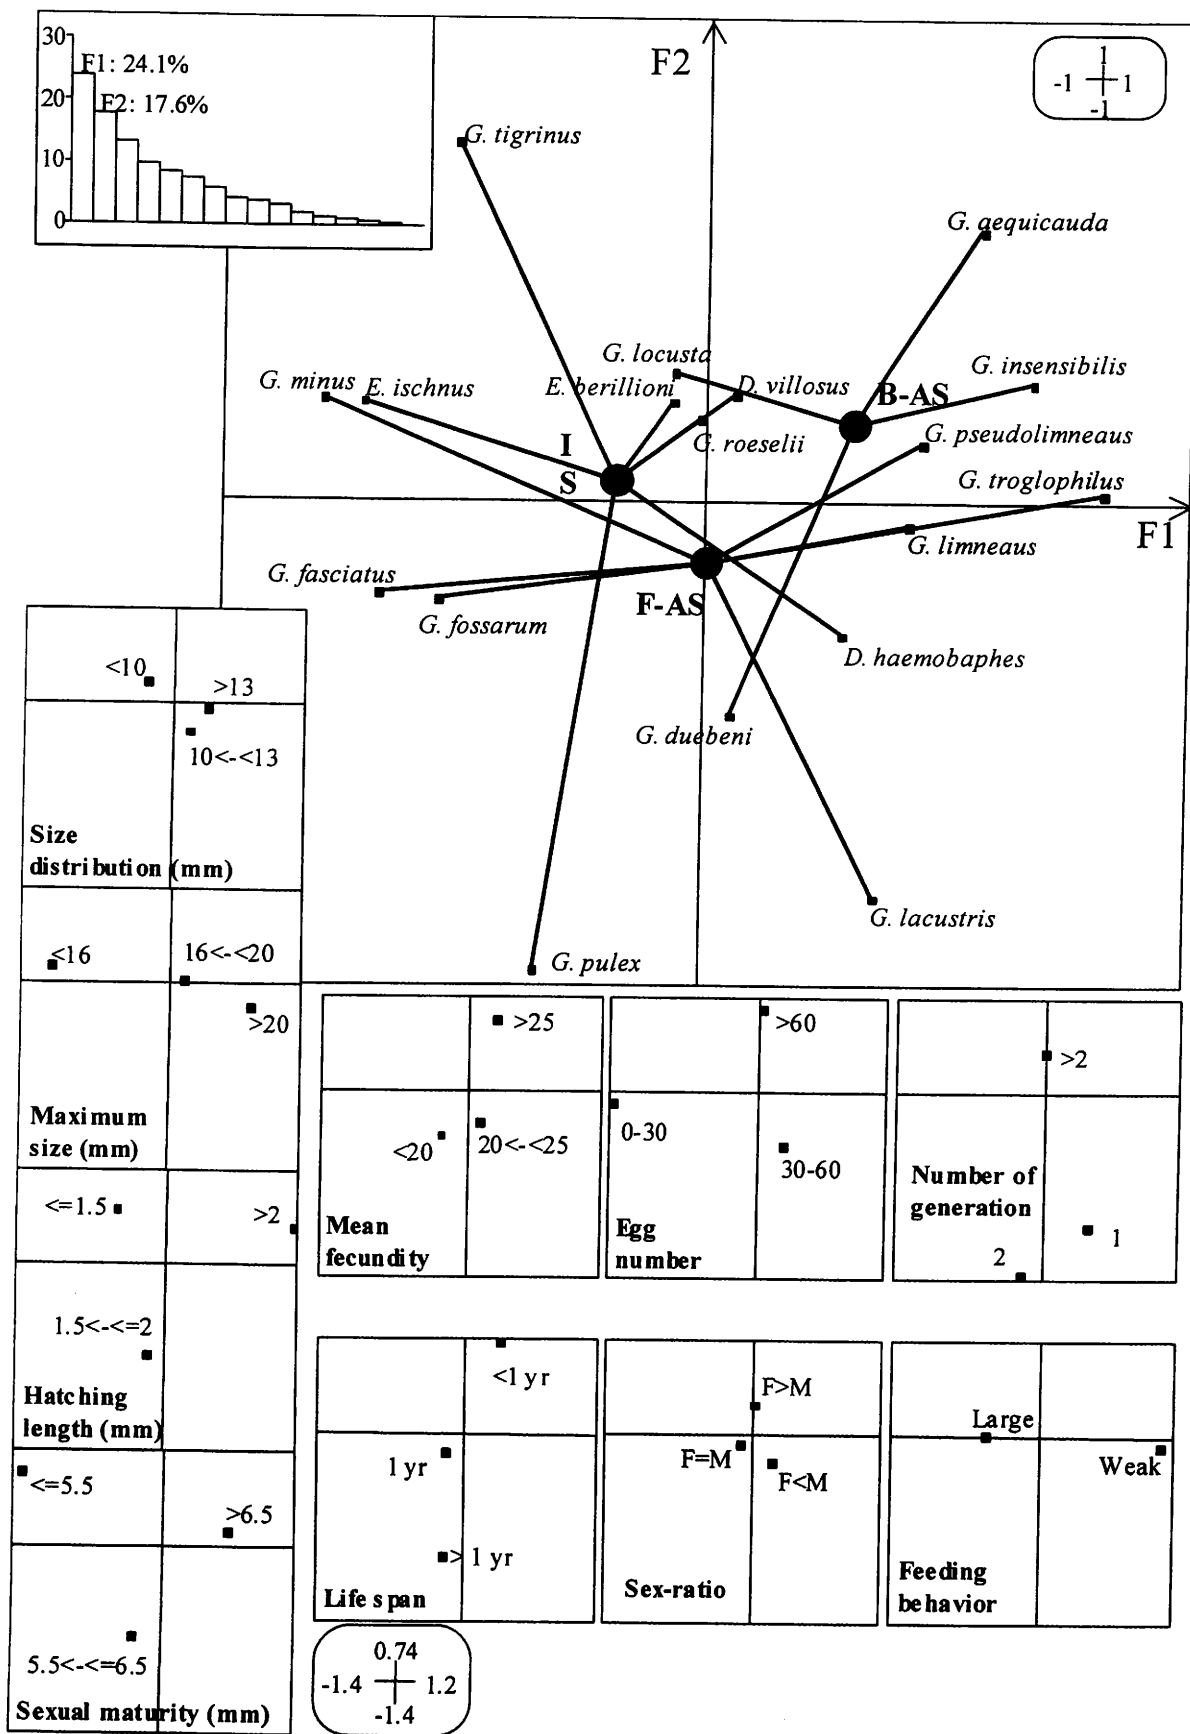 30
F1: 24.1%
20
F2: 17.6%
10
0
F2
1
-1 1
-1
G. tigrinus
G. aequicauda
G. locusta
G. insensibilis
G. minus
E. ischnus
E. berillioni
D. villosus
B-AS
I
G. roeselii
G. pseudolimneaus
S
G. troglophilus
F1
G. limneaus
G. fasciatus
F-AS
G. fossarum
D. haemobaphes
G. duebeni
G. lacustris
G. pulex
<10
>13
10<-<13
Size
distribution (mm)
<16
16<-<20
>20
Maximum
size (mm)
<=1.5
>2
1.5<-<=2
Hatching
length (mm)
<=5.5
>6.5
5.5<-<=6.5
Sexual maturity (mm)
>25
<20
20<-<25
Mean
fecundity
>60
0-30
30-60
Egg
number
>2
Number of
generation
1
2
<1 yr
1 yr
> 1 yr
Life span
F>M
F=M
F<M
Sex-ratio
Large
Weak
Feeding
behavior
0.74
-1.4 1.2
-1.4